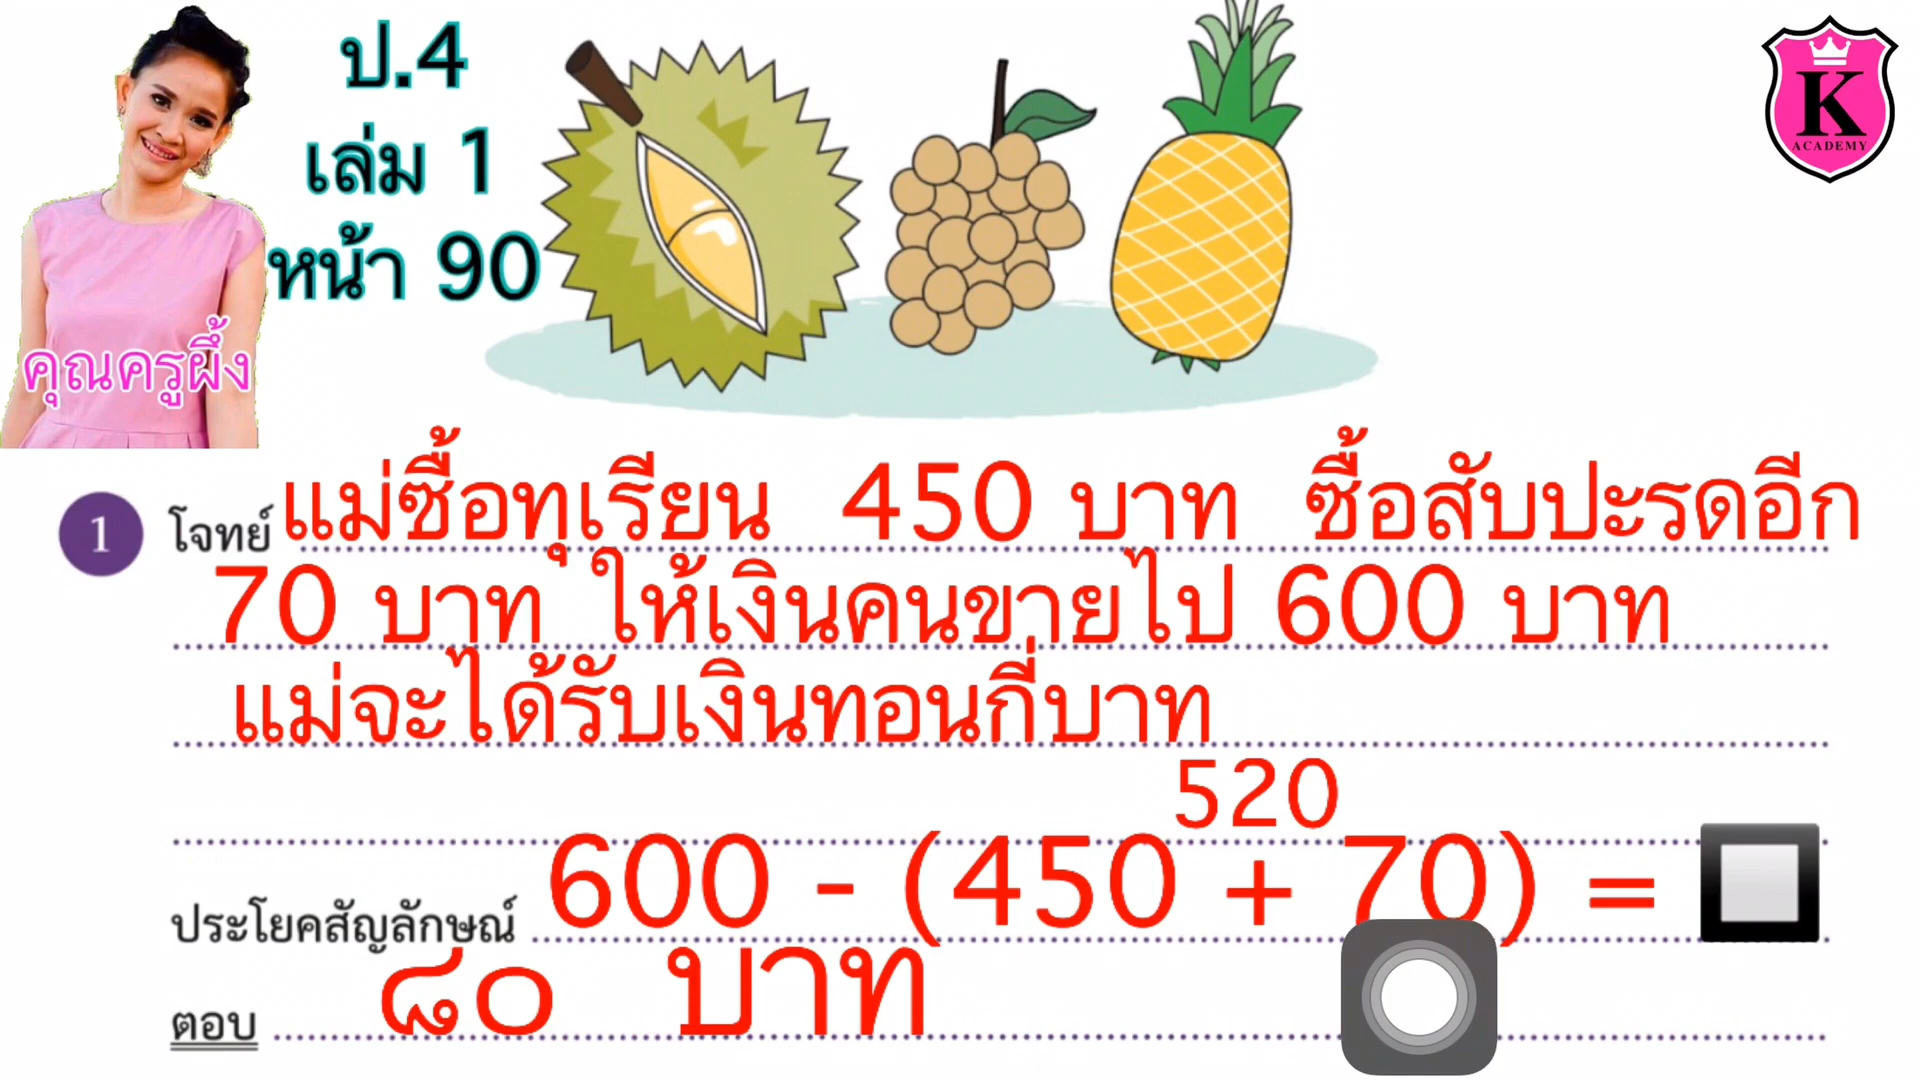 ป.4
เล่ม 1
หน้า 90
คุณครูผึ้ง
K
ACADEMY
1 โจทย์ แม่ซื้อทุเรียน 450 บาท ซื้อสับปะรดอีก
70 บาท ให้เงินคนขายไป 600 บาท
แม่จะได้รับเงินทอนกี่บาท
520
ประโยคสัญลักษณ์ 600 - (450 + 70) = 🔲
ตอบ ๘๐ บาท